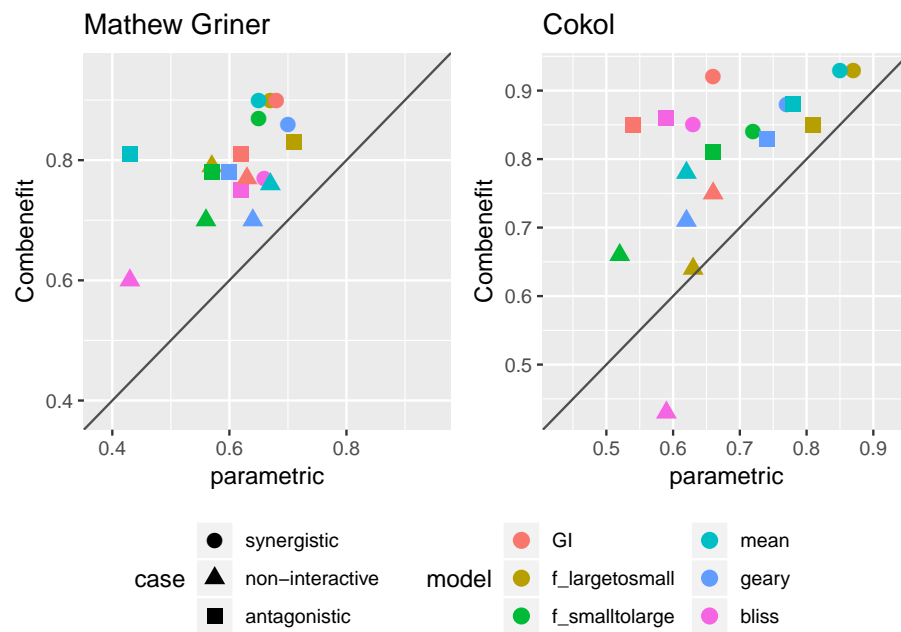 Mathew Griner
Combenefit
0.8
0.6
0.4
0.4
0.6
0.8
parametric
Cokol
Combenefit
0.9
0.8
0.7
0.6
0.5
0.5
0.6
0.7
0.8
0.9
parametric
case
synergistic
non−interactive
antagonistic
model
GI
f_largetosmall
f_smalltolarge
mean
geary
bliss